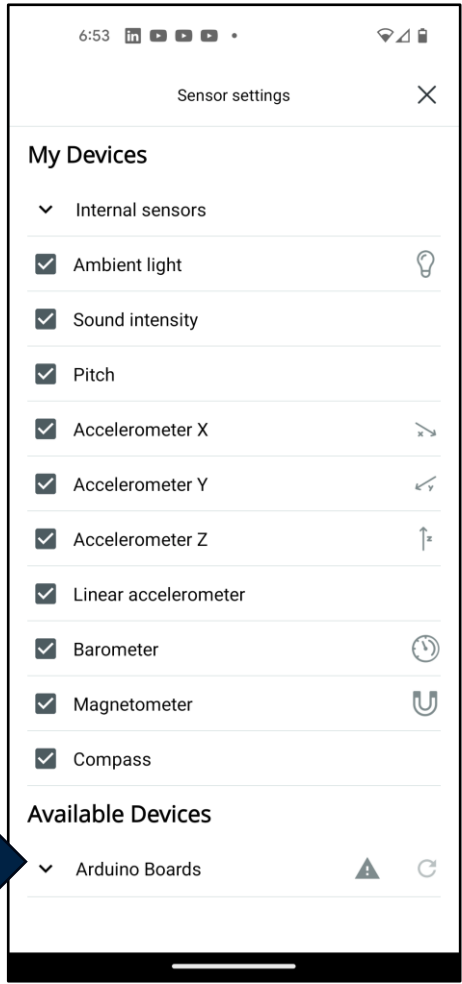 6:53
Sensor settings
My Devices
Internal sensors
Ambient light
Sound intensity
Pitch
Accelerometer X
x
Accelerometer Y
y
Accelerometer Z
z
Linear accelerometer
Barometer
Magnetometer
Compass
Available Devices
Arduino Boards